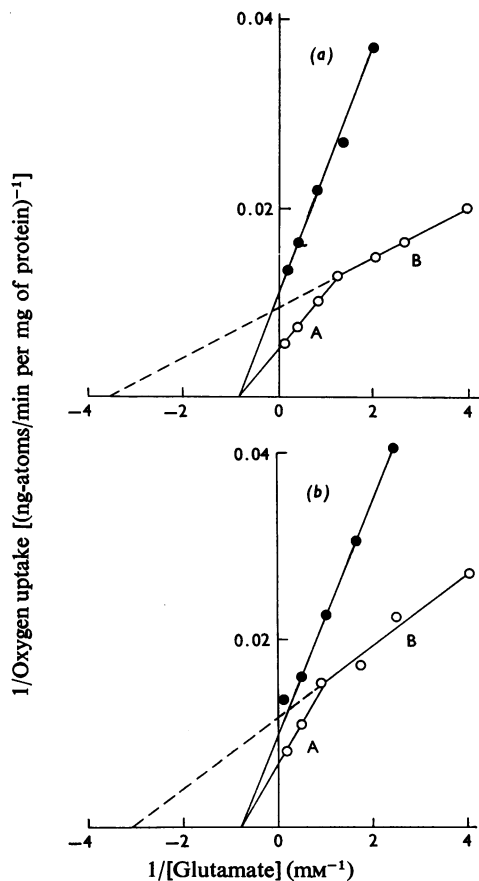 1/Oxygen uptake [(ng-atoms/min per mg of protein)⁻¹]
0.04
(a)
0.02
B
A
−4 −2 0 2 4
0.04
(b)
0.02
B
A
−4 −2 0 2 4
1/[Glutamate] (mM⁻¹)